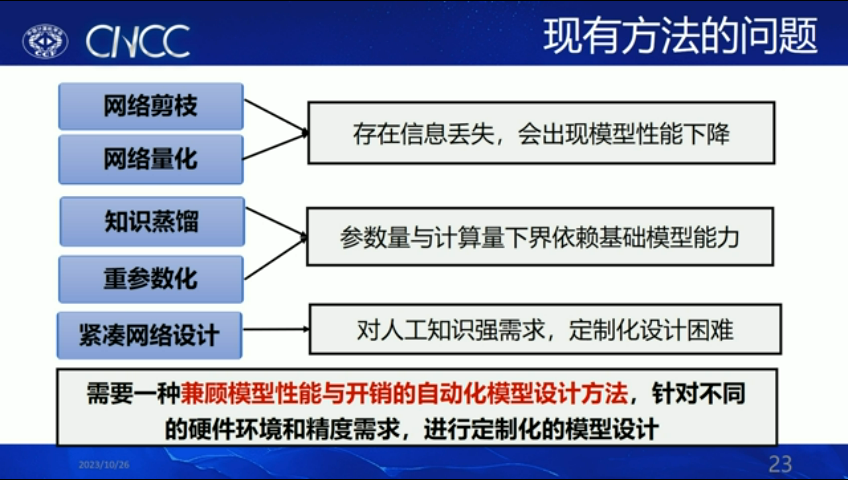 CNCC
现有方法的问题
CCF
网络剪枝
网络量化
存在信息丢失，会出现模型性能下降
知识蒸馏
重参数化
参数量与计算量下界依赖基础模型能力
紧凑网络设计
对人工知识强需求，定制化设计困难
需要一种兼顾模型性能与开销的自动化模型设计方法，针对不同
的硬件环境和精度需求，进行定制化的模型设计
2023/10/26
23